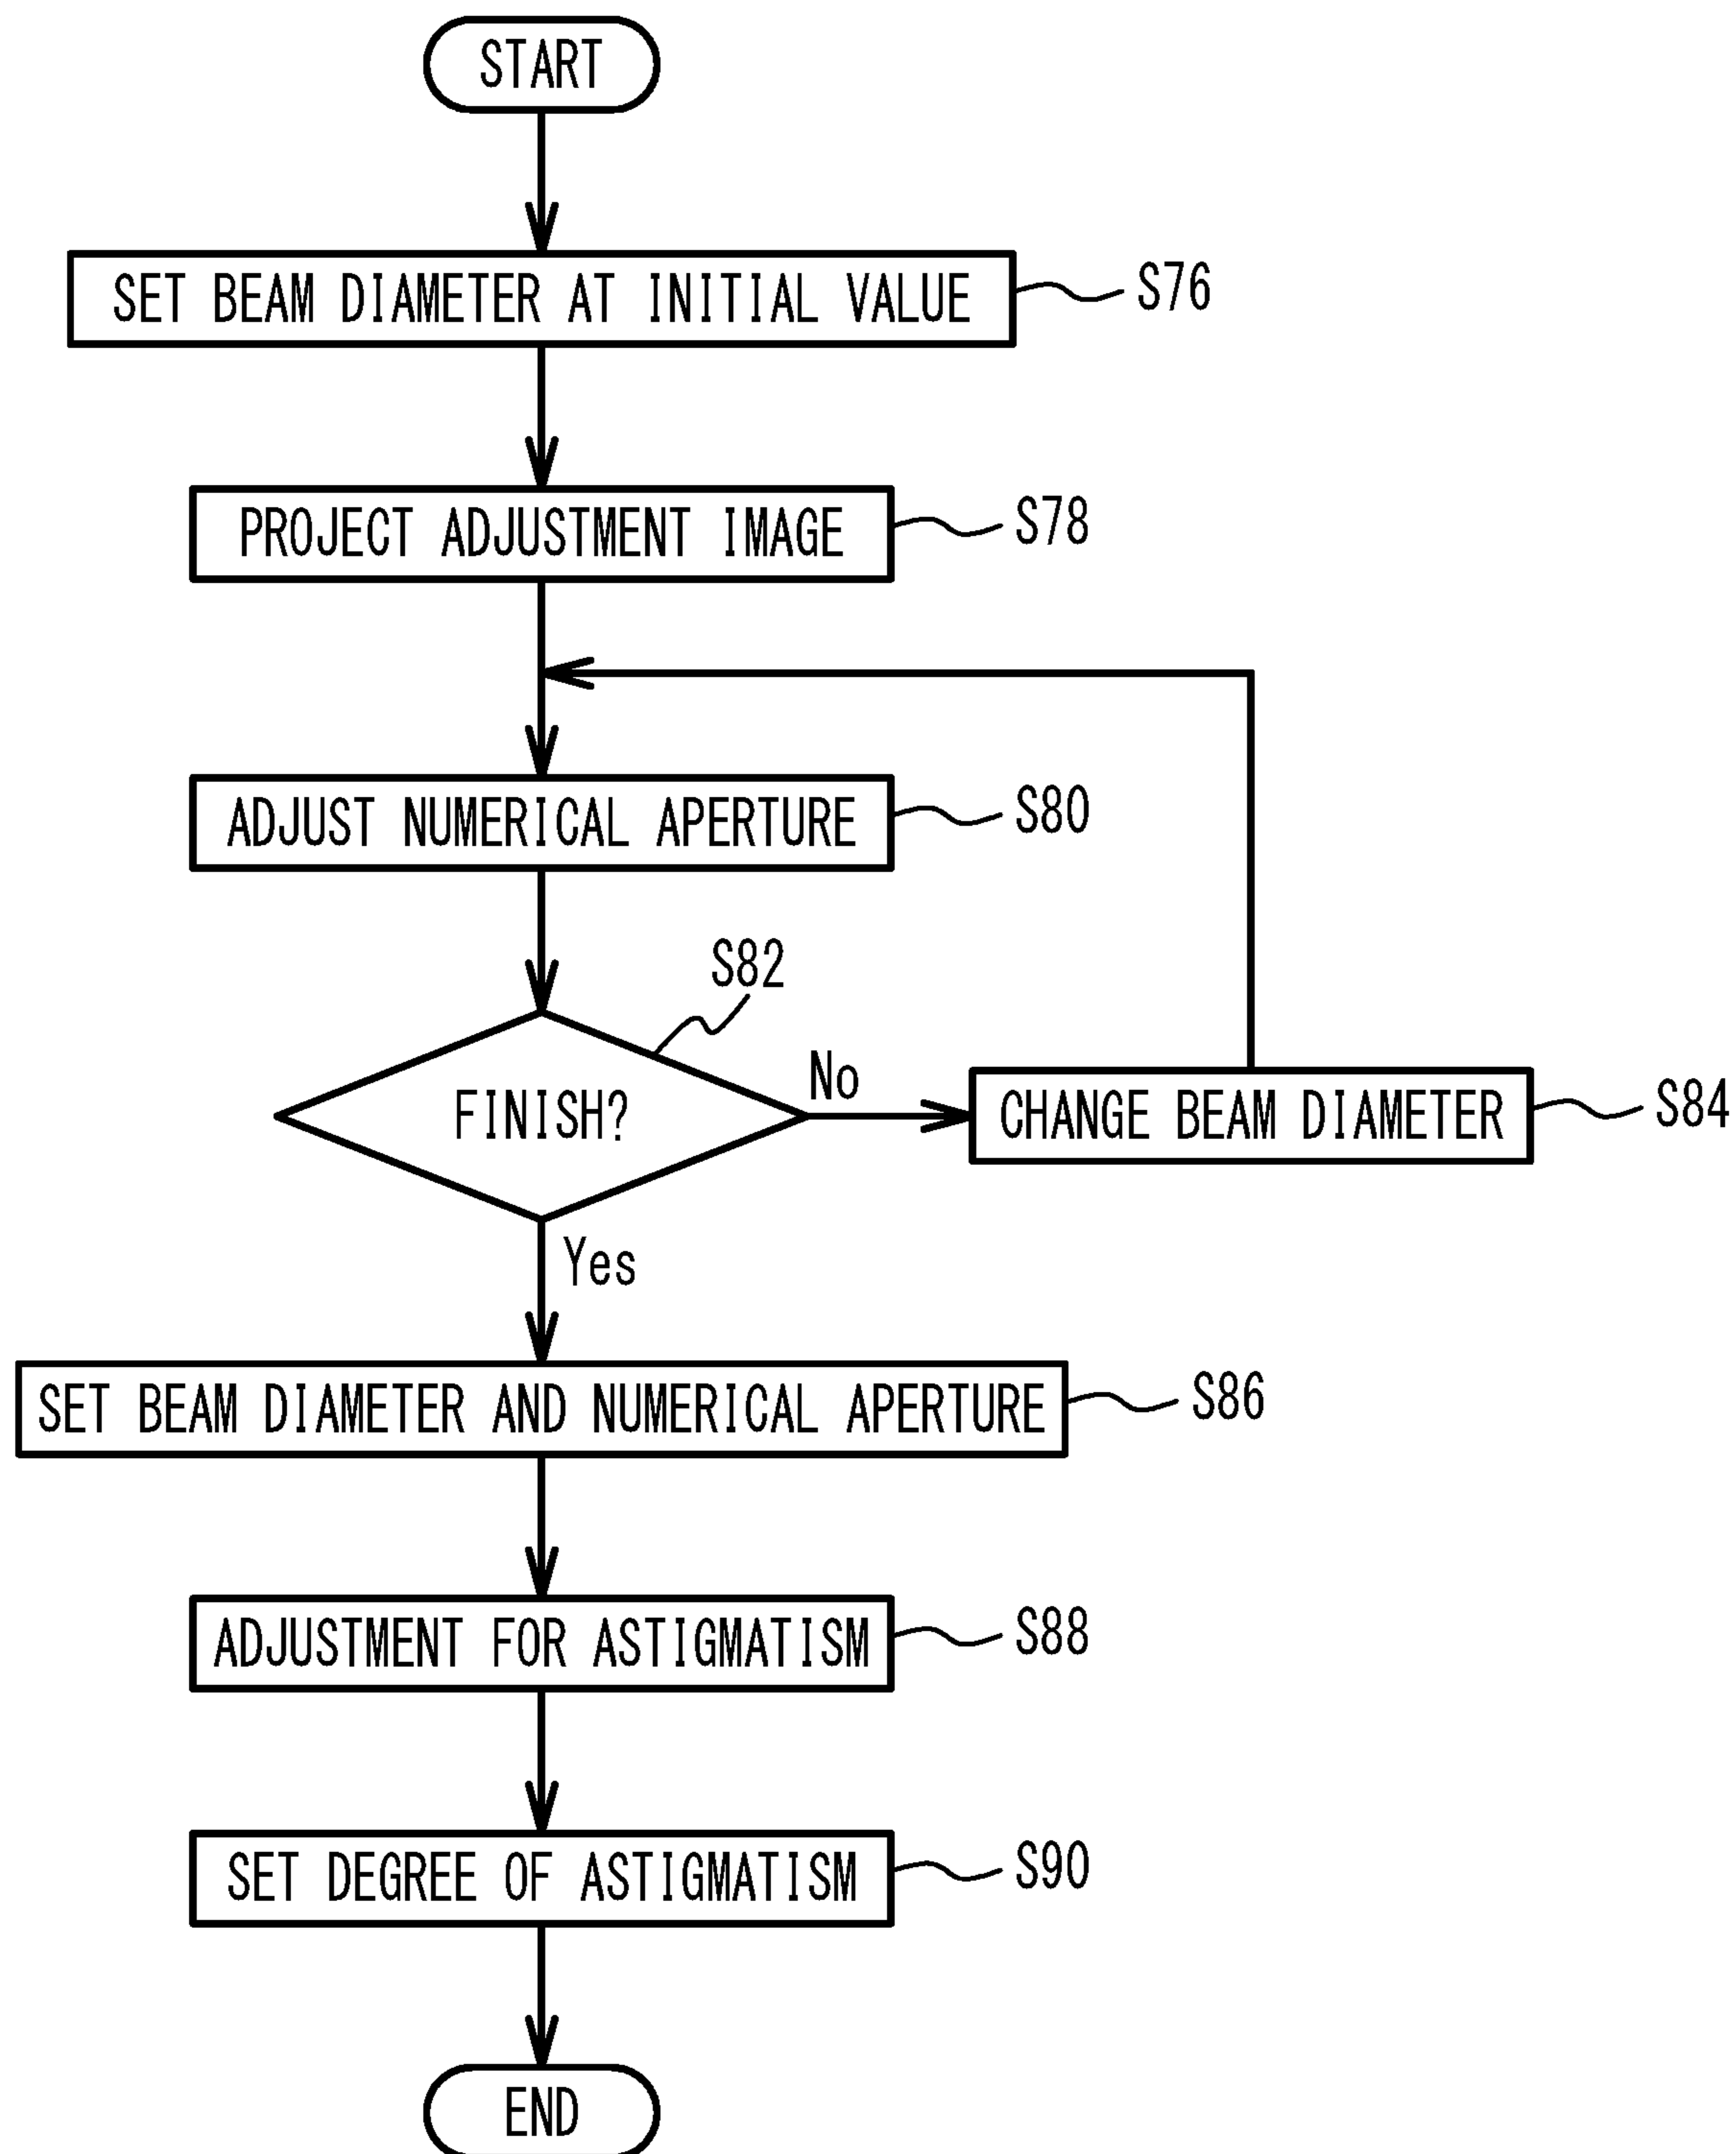 START
SET BEAM DIAMETER AT INITIAL VALUE
S76
PROJECT ADJUSTMENT IMAGE
S78
ADJUST NUMERICAL APERTURE
S80
S82
FINISH?
No
CHANGE BEAM DIAMETER
S84
Yes
SET BEAM DIAMETER AND NUMERICAL APERTURE
S86
ADJUSTMENT FOR ASTIGMATISM
S88
SET DEGREE OF ASTIGMATISM
S90
END